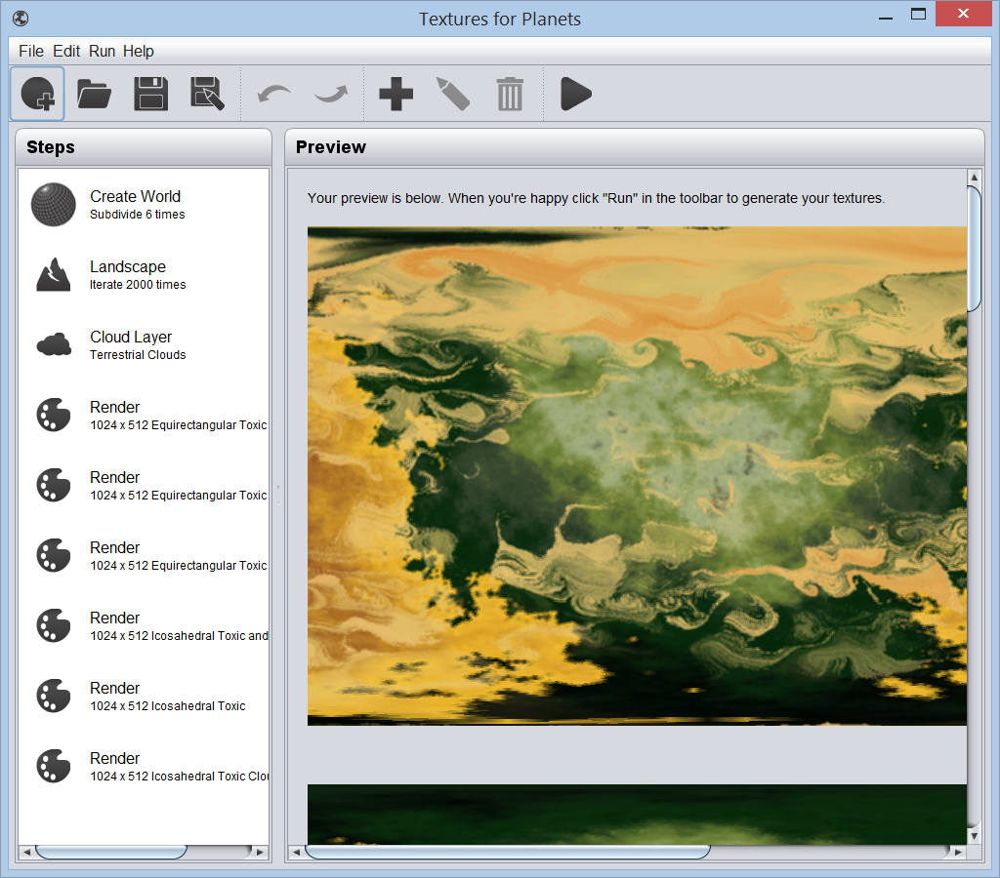 Textures for Planets
File Edit Run Help
Steps
Create World
Subdivide 6 times
Landscape
Iterate 2000 times
Cloud Layer
Terrestrial Clouds
Render
1024 x 512 Equirectangular Toxic
Render
1024 x 512 Equirectangular Toxic
Render
1024 x 512 Equirectangular Toxic
Render
1024 x 512 Icosahedral Toxic and
Render
1024 x 512 Icosahedral Toxic
Render
1024 x 512 Icosahedral Toxic Clou
Preview
Your preview is below. When you're happy click "Run" in the toolbar to generate your textures.